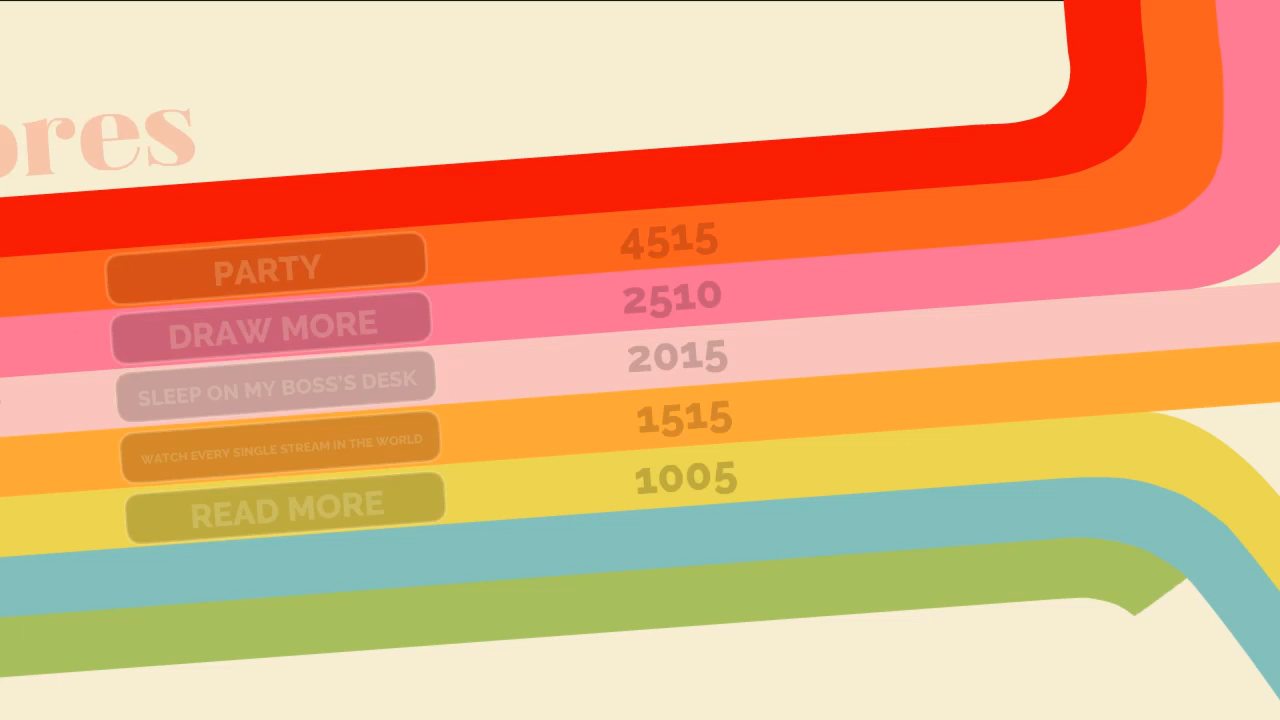 ores
PARTY 4515
DRAW MORE 2510
SLEEP ON MY BOSS'S DESK 2015
WATCH EVERY SINGLE STREAM IN THE WORLD 1515
READ MORE 1005